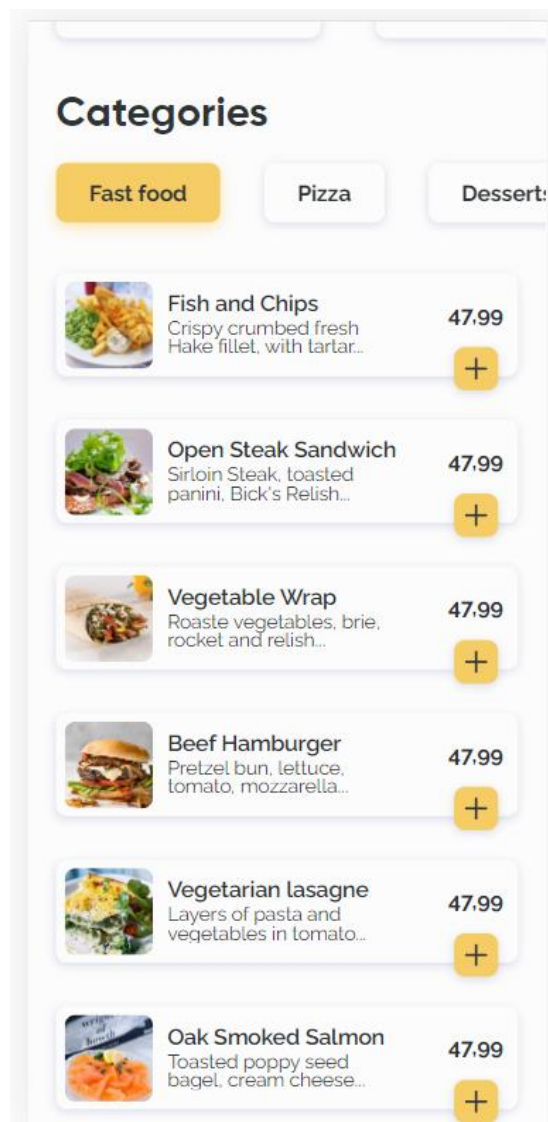 Categories
Fast food
Pizza
Desserts
Fish and Chips
Crispy crumbed fresh
Hake fillet, with tartar...
47.99
Open Steak Sandwich
Sirloin Steak, toasted
panini, Bick's Relish...
47.99
Vegetable Wrap
Roaste vegetables, brie,
rocket and relish...
47.99
Beef Hamburger
Pretzel bun, lettuce,
tomato, mozzarella...
47.99
Vegetarian lasagne
Layers of pasta and
vegetables in tomato...
47.99
Oak Smoked Salmon
Toasted poppy seed
bagel, cream cheese...
47.99